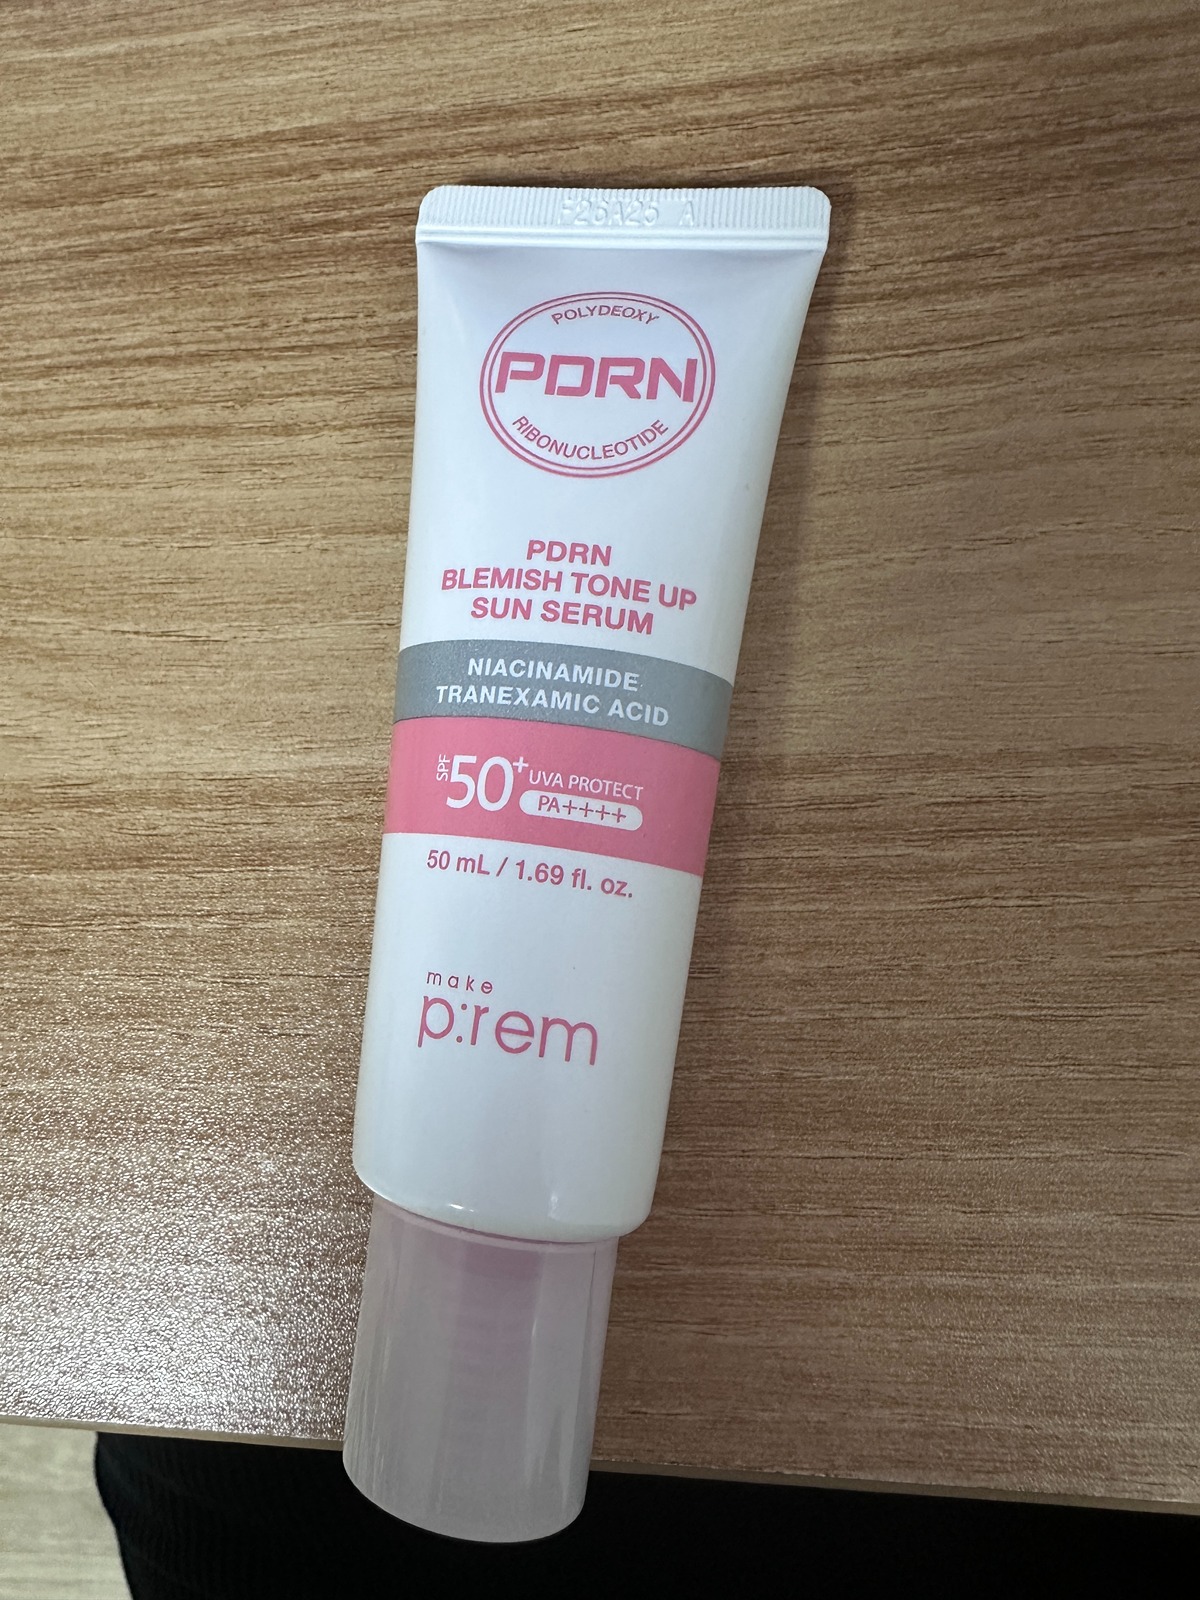 POLYDEOXY
PDRN
RIBONUCLEOTIDE
PDRN
BLEMISH TONE UP
SUN SERUM
NIACINAMIDE
TRANEXAMIC ACID
SPF 50+ UVA PROTECT
PA++++
50 mL / 1.69 fl. oz.
make
p:rem